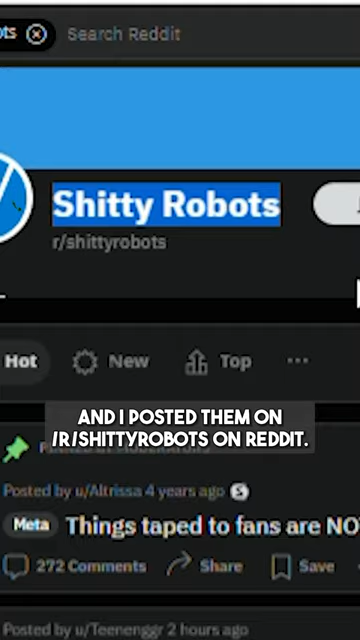 ots Search Reddit
Shitty Robots
r/shittyrobots
Hot New Top ...
AND I POSTED THEM ON
/R/SHITTYROBOTS ON REDDIT.
Posted by u/Altrissa 4 years ago
Meta Things taped to fans are NO
272 Comments Share Save
Posted by u/Teenenggr 2 hours ago